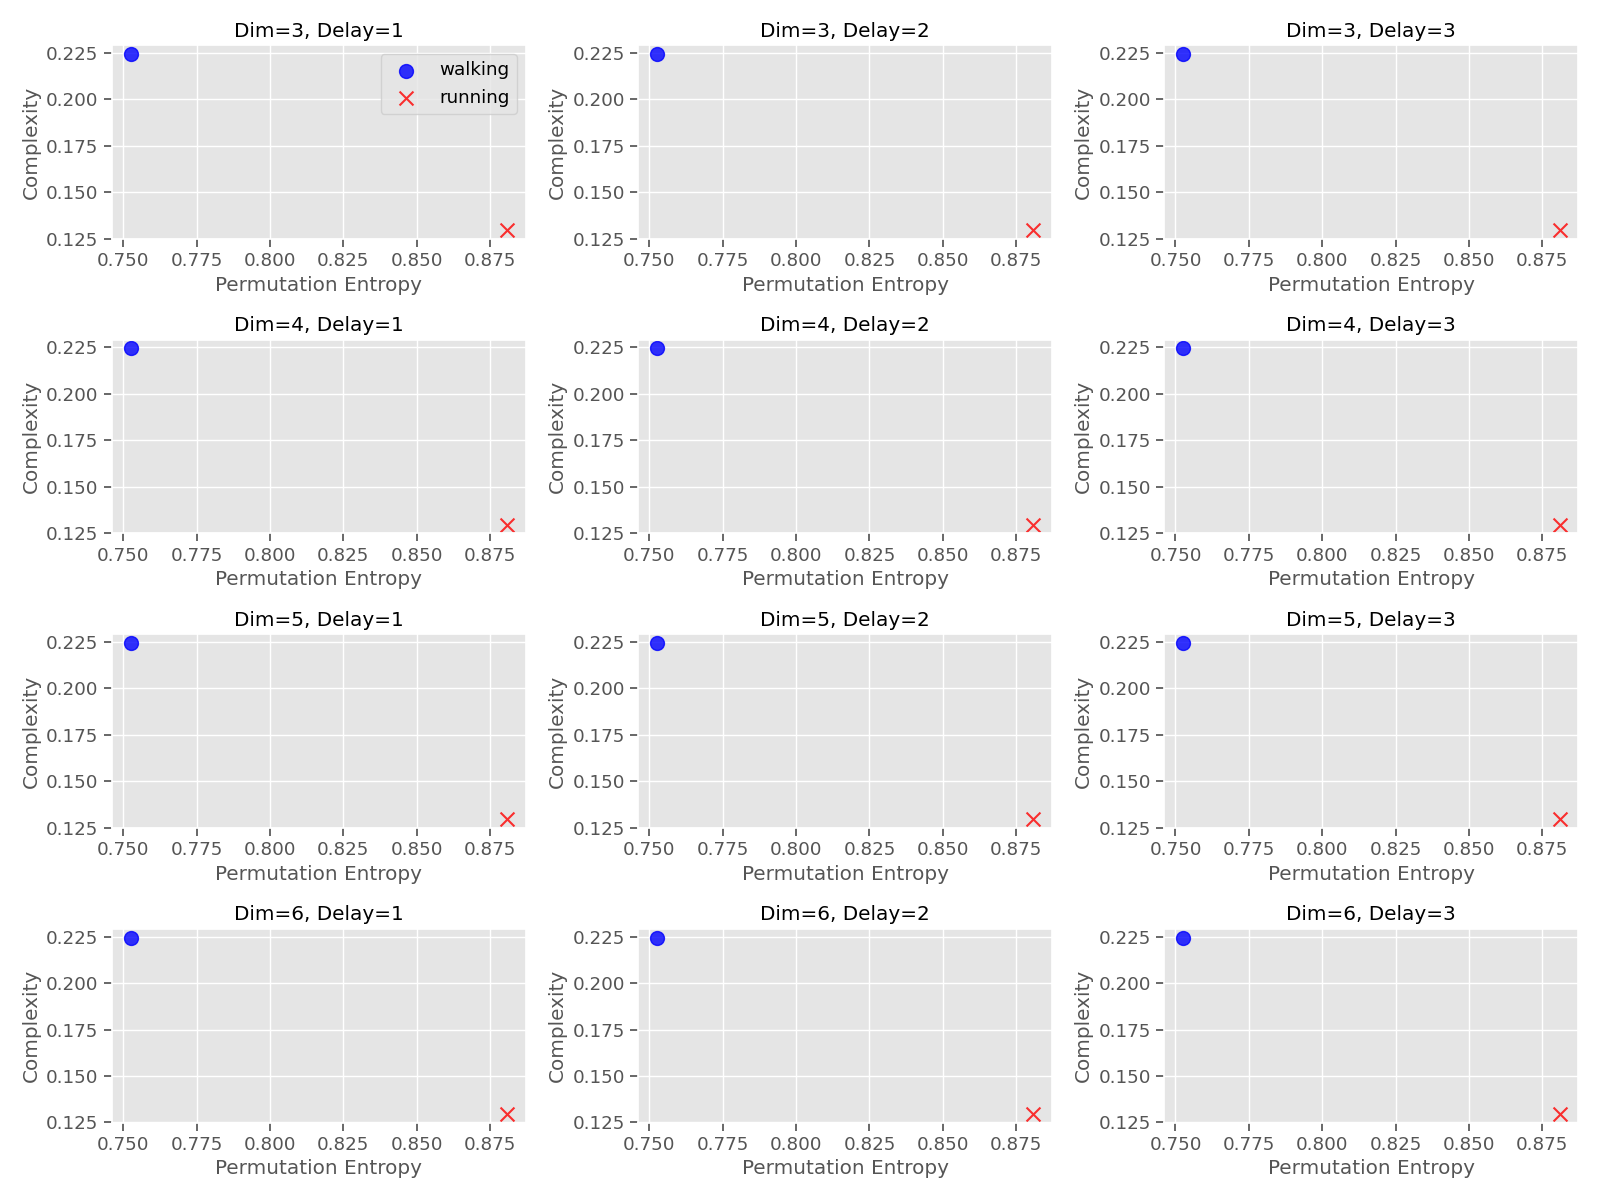 Dim=3, Delay=1
Dim=3, Delay=2
Dim=3, Delay=3
0.225
0.200
0.175
0.150
0.125
Complexity
walking
running
0.225
0.200
0.175
0.150
0.125
Complexity
0.225
0.200
0.175
0.150
0.125
Complexity
0.750 0.775 0.800 0.825 0.850 0.875
0.750 0.775 0.800 0.825 0.850 0.875
0.750 0.775 0.800 0.825 0.850 0.875
Permutation Entropy
Permutation Entropy
Permutation Entropy
Dim=4, Delay=1
Dim=4, Delay=2
Dim=4, Delay=3
0.225
0.200
0.175
0.150
0.125
Complexity
0.225
0.200
0.175
0.150
0.125
Complexity
0.225
0.200
0.175
0.150
0.125
Complexity
0.750 0.775 0.800 0.825 0.850 0.875
0.750 0.775 0.800 0.825 0.850 0.875
0.750 0.775 0.800 0.825 0.850 0.875
Permutation Entropy
Permutation Entropy
Permutation Entropy
Dim=5, Delay=1
Dim=5, Delay=2
Dim=5, Delay=3
0.225
0.200
0.175
0.150
0.125
Complexity
0.225
0.200
0.175
0.150
0.125
Complexity
0.225
0.200
0.175
0.150
0.125
Complexity
0.750 0.775 0.800 0.825 0.850 0.875
0.750 0.775 0.800 0.825 0.850 0.875
0.750 0.775 0.800 0.825 0.850 0.875
Permutation Entropy
Permutation Entropy
Permutation Entropy
Dim=6, Delay=1
Dim=6, Delay=2
Dim=6, Delay=3
0.225
0.200
0.175
0.150
0.125
Complexity
0.225
0.200
0.175
0.150
0.125
Complexity
0.225
0.200
0.175
0.150
0.125
Complexity
0.750 0.775 0.800 0.825 0.850 0.875
0.750 0.775 0.800 0.825 0.850 0.875
0.750 0.775 0.800 0.825 0.850 0.875
Permutation Entropy
Permutation Entropy
Permutation Entropy